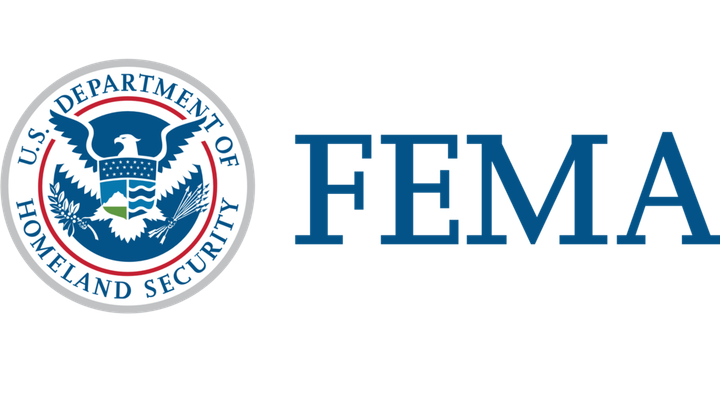 U.S. DEPARTMENT OF
HOMELAND SECURITY
FEMA